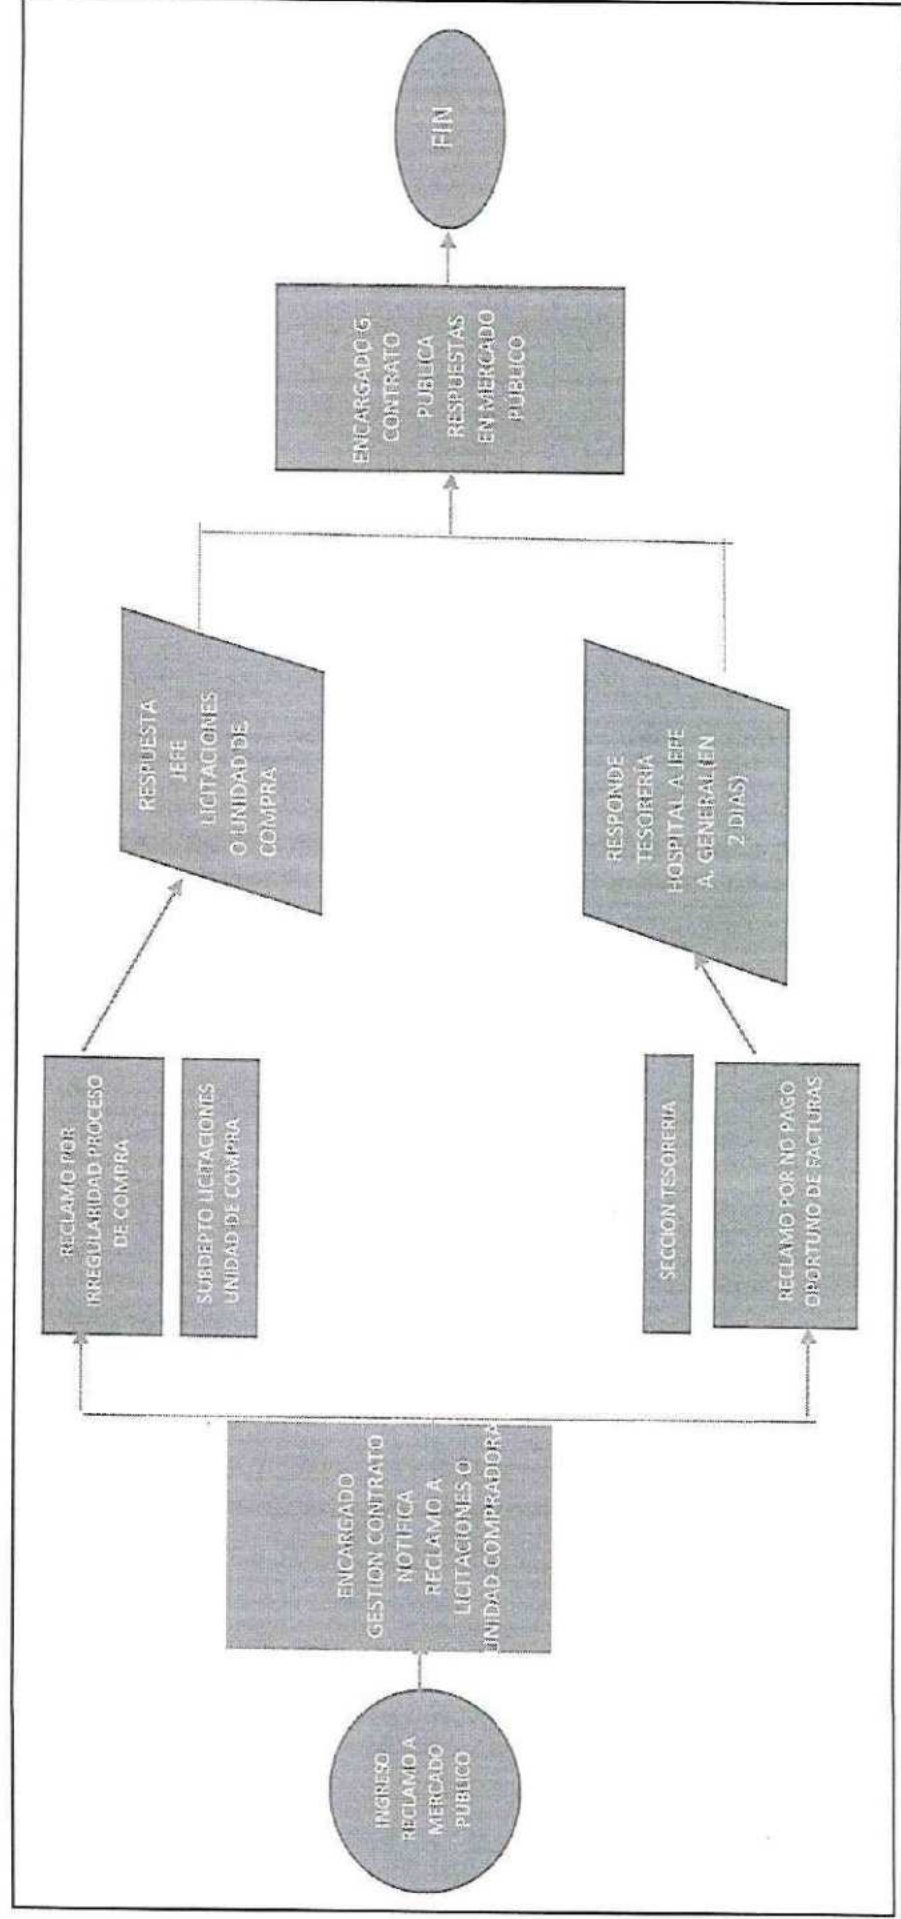 INGRESO
RECLAMO A
MERCADO
PUBLICO
ENCARGADO
GESTION CONTRATO
NOTIFICA
RECLAMO A
LICITACIONES O
UNIDAD COMPRADORA
RECLAMO POR
IRREGULARIDAD PROCESO
DE COMPRA
SUBDEPTO LICITACIONES
UNIDAD DE COMPRA
SECCION TESORERIA
RECLAMO POR NO PAGO
OPORTUNO DE FACTURAS
RESPUESTA
JEFE
LICITACIONES
O UNIDAD DE
COMPRA
RESPONDE
TESORERÍA
HOSPITAL A JEFE
A. GENERAL(EN
2 DIAS)
ENCARGADO G.
CONTRATO
PUBLICA
RESPUESTAS
EN MERCADO
PÚBLICO
FIN